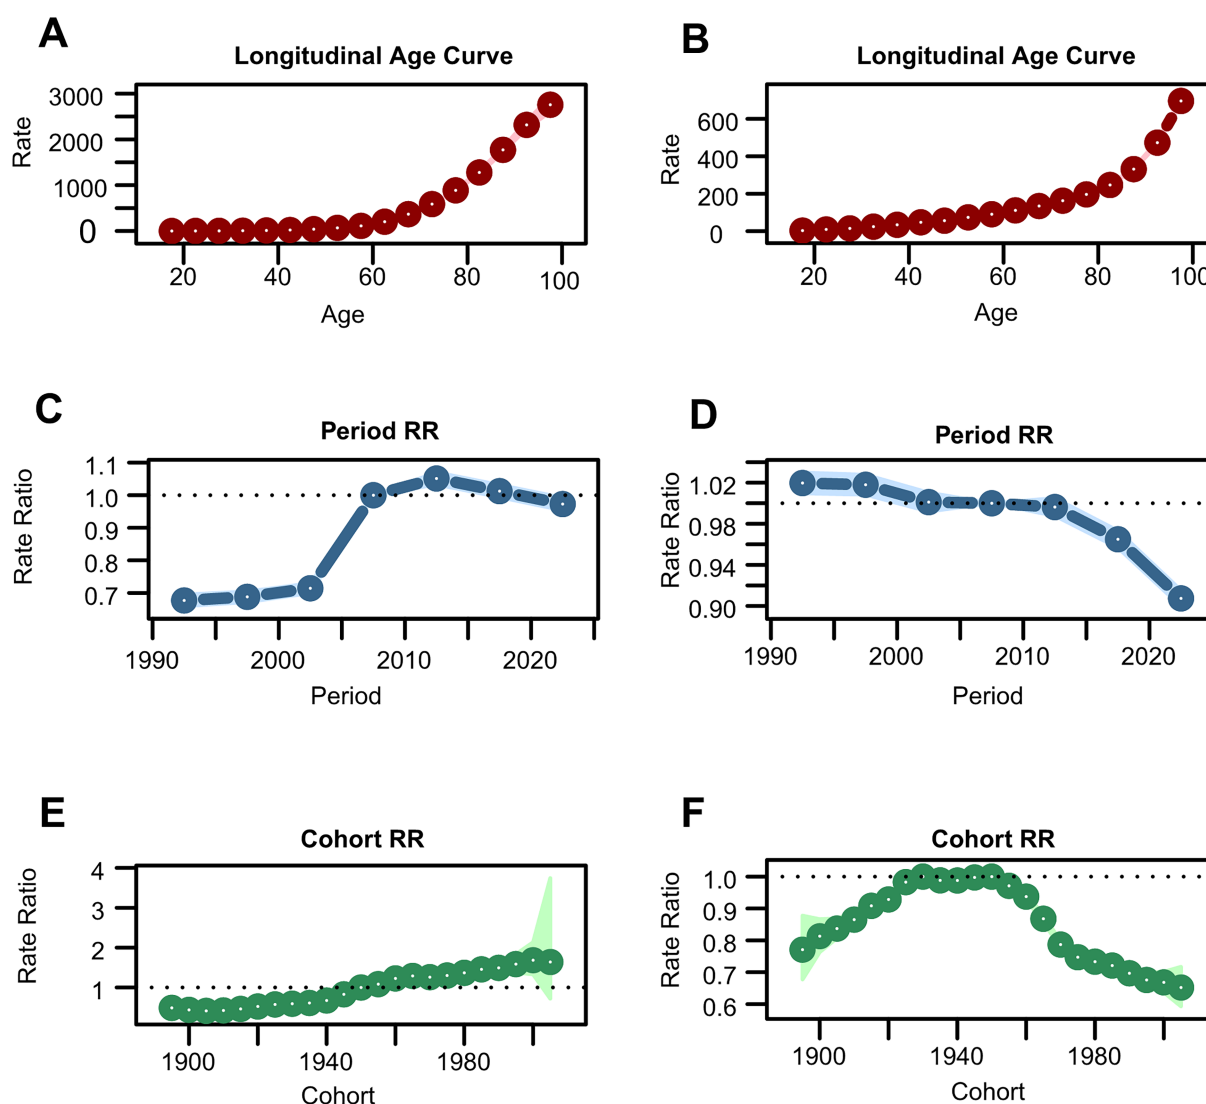 A
Longitudinal Age Curve
Rate
3000
2000
1000
0
20 40 60 80 100
Age
B
Longitudinal Age Curve
Rate
600
400
200
0
20 40 60 80 100
Age
C
Period RR
Rate Ratio
1.1
1.0
0.9
0.8
0.7
1990 2000 2010 2020
Period
D
Period RR
Rate Ratio
1.02
0.98
0.94
0.90
1990 2000 2010 2020
Period
E
Cohort RR
Rate Ratio
4
3
2
1
1900 1940 1980
Cohort
F
Cohort RR
Rate Ratio
1.0
0.9
0.8
0.7
0.6
1900 1940 1980
Cohort